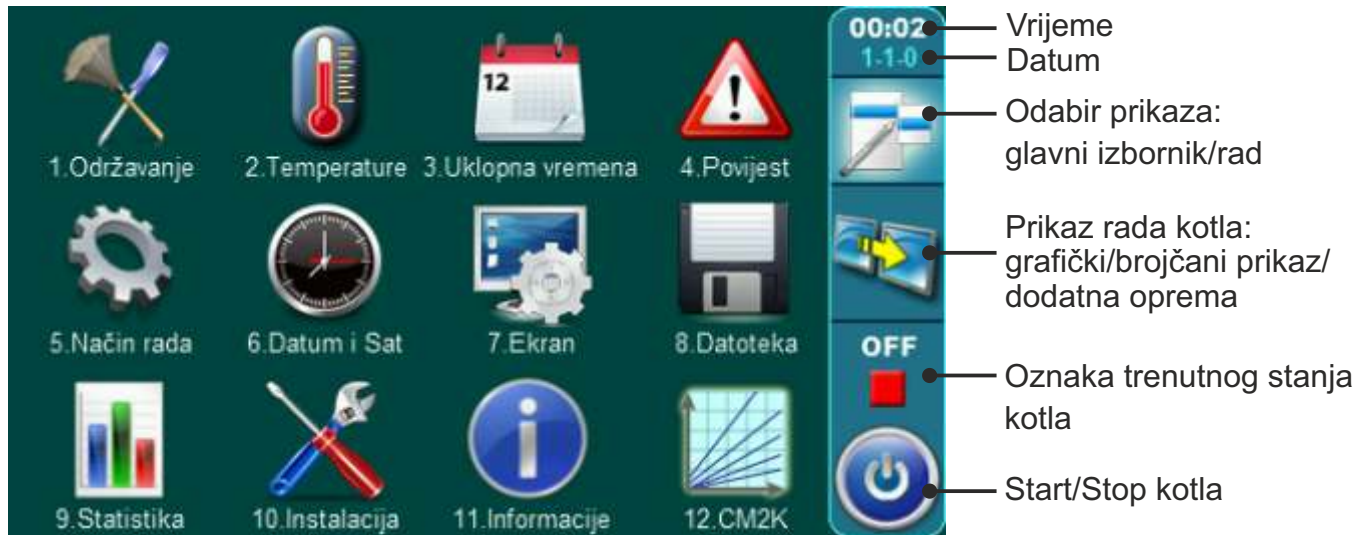 00:02
1-1-0
12
1.Održavanje
2.Temperature
3.Uklopna vremena
4.Povijest
5.Način rada
6.Datum i Sat
7.Ekran
8.Datoteka
OFF
9.Statistika
10.Instalacija
11.Informacije
12.CM2K
Vrijeme
Datum
Odabir prikaza:
glavni izbornik/rad
Prikaz rada kotla:
grafički/brojčani prikaz/
dodatna oprema
Oznaka trenutnog stanja
kotla
Start/Stop kotla